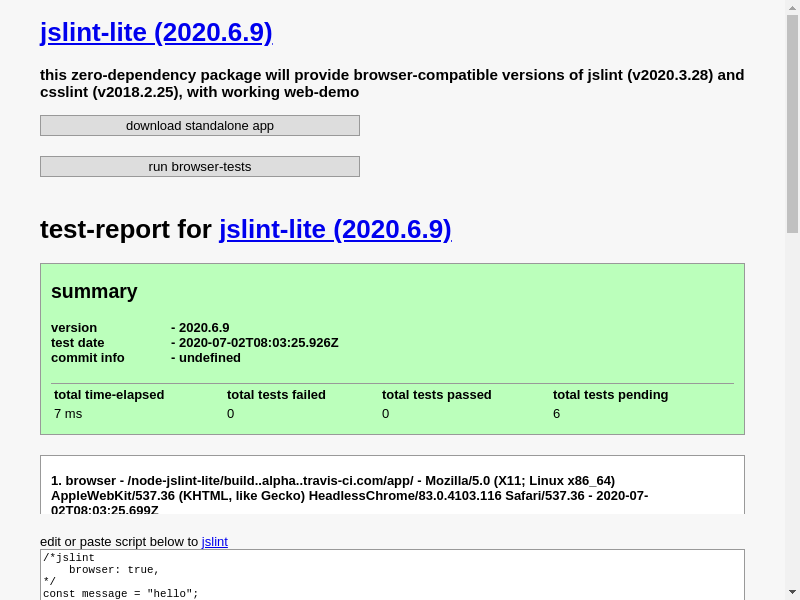 jslint-lite (2020.6.9)
this zero-dependency package will provide browser-compatible versions of jslint (v2020.3.28) and
csslint (v2018.2.25), with working web-demo
download standalone app
run browser-tests
test-report for jslint-lite (2020.6.9)
summary
version - 2020.6.9
test date - 2020-07-02T08:03:25.926Z
commit info - undefined
total time-elapsed total tests failed total tests passed total tests pending
7 ms 0 0 6
1. browser - /node-jslint-lite/build..alpha..travis-ci.com/app/ - Mozilla/5.0 (X11; Linux x86_64)
AppleWebKit/537.36 (KHTML, like Gecko) HeadlessChrome/83.0.4103.116 Safari/537.36 - 2020-07-
02T08:03:25.699Z
edit or paste script below to jslint
/*jslint
    browser: true,
*/
const message = "hello";